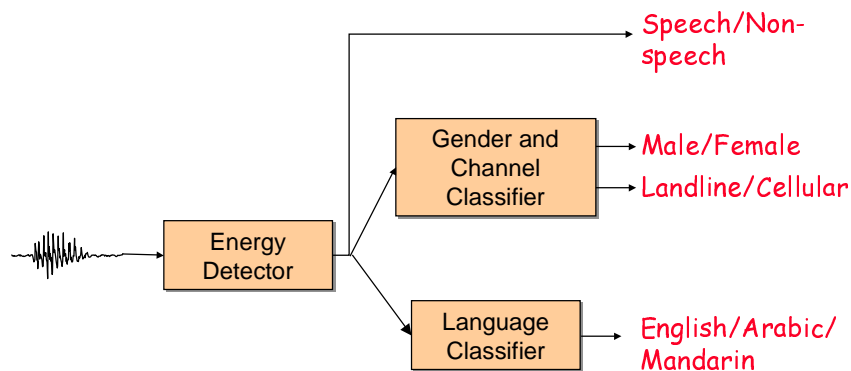 Speech/Non-
speech
Gender and
Channel
Classifier
Male/Female
Landline/Cellular
Energy
Detector
Language
Classifier
English/Arabic/
Mandarin